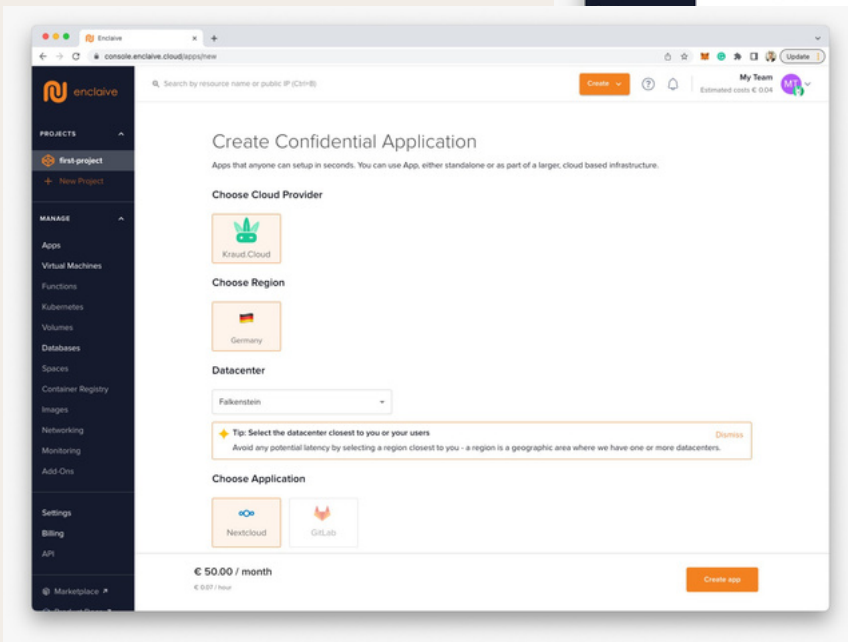 Enclaive
console.enclaive.cloud/apps/new
Update
enclaive
Search by resource name or public IP (Ctrl+B)
Create
My Team
Estimated costs € 0.04
MT
PROJECTS
first-project
+ New Project
MANAGE
Apps
Virtual Machines
Functions
Kubernetes
Volumes
Databases
Spaces
Container Registry
Images
Networking
Monitoring
Add-Ons
Settings
Billing
API
Marketplace
Create Confidential Application
Apps that anyone can setup in seconds. You can use App, either standalone or as part of a larger, cloud based infrastructure.
Choose Cloud Provider
Kraud.Cloud
Choose Region
Germany
Datacenter
Falkenstein
Tip: Select the datacenter closest to you or your users
Dismiss
Avoid any potential latency by selecting a region closest to you - a region is a geographic area where we have one or more datacenters.
Choose Application
Nextcloud
GitLab
€ 50.00 / month
€ 0.07 / hour
Create app